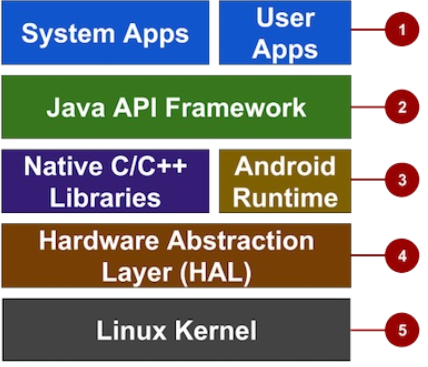 System Apps
User
Apps
1
Java API Framework
2
Native C/C++
Libraries
Android
Runtime
3
Hardware Abstraction
Layer (HAL)
4
Linux Kernel
5